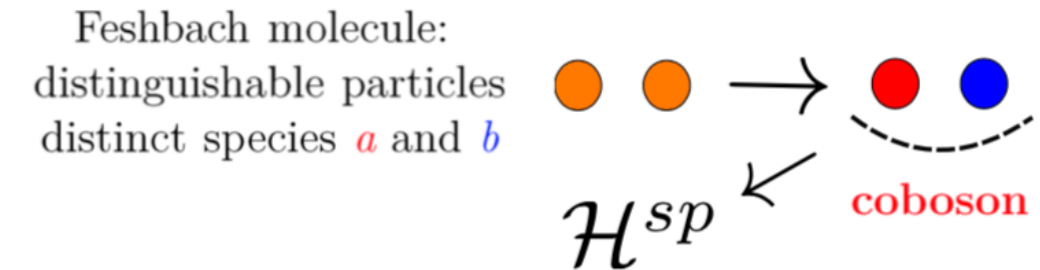 Feshbach molecule:
distinguishable particles
distinct species a and b
coboson
ℋ^{sp}